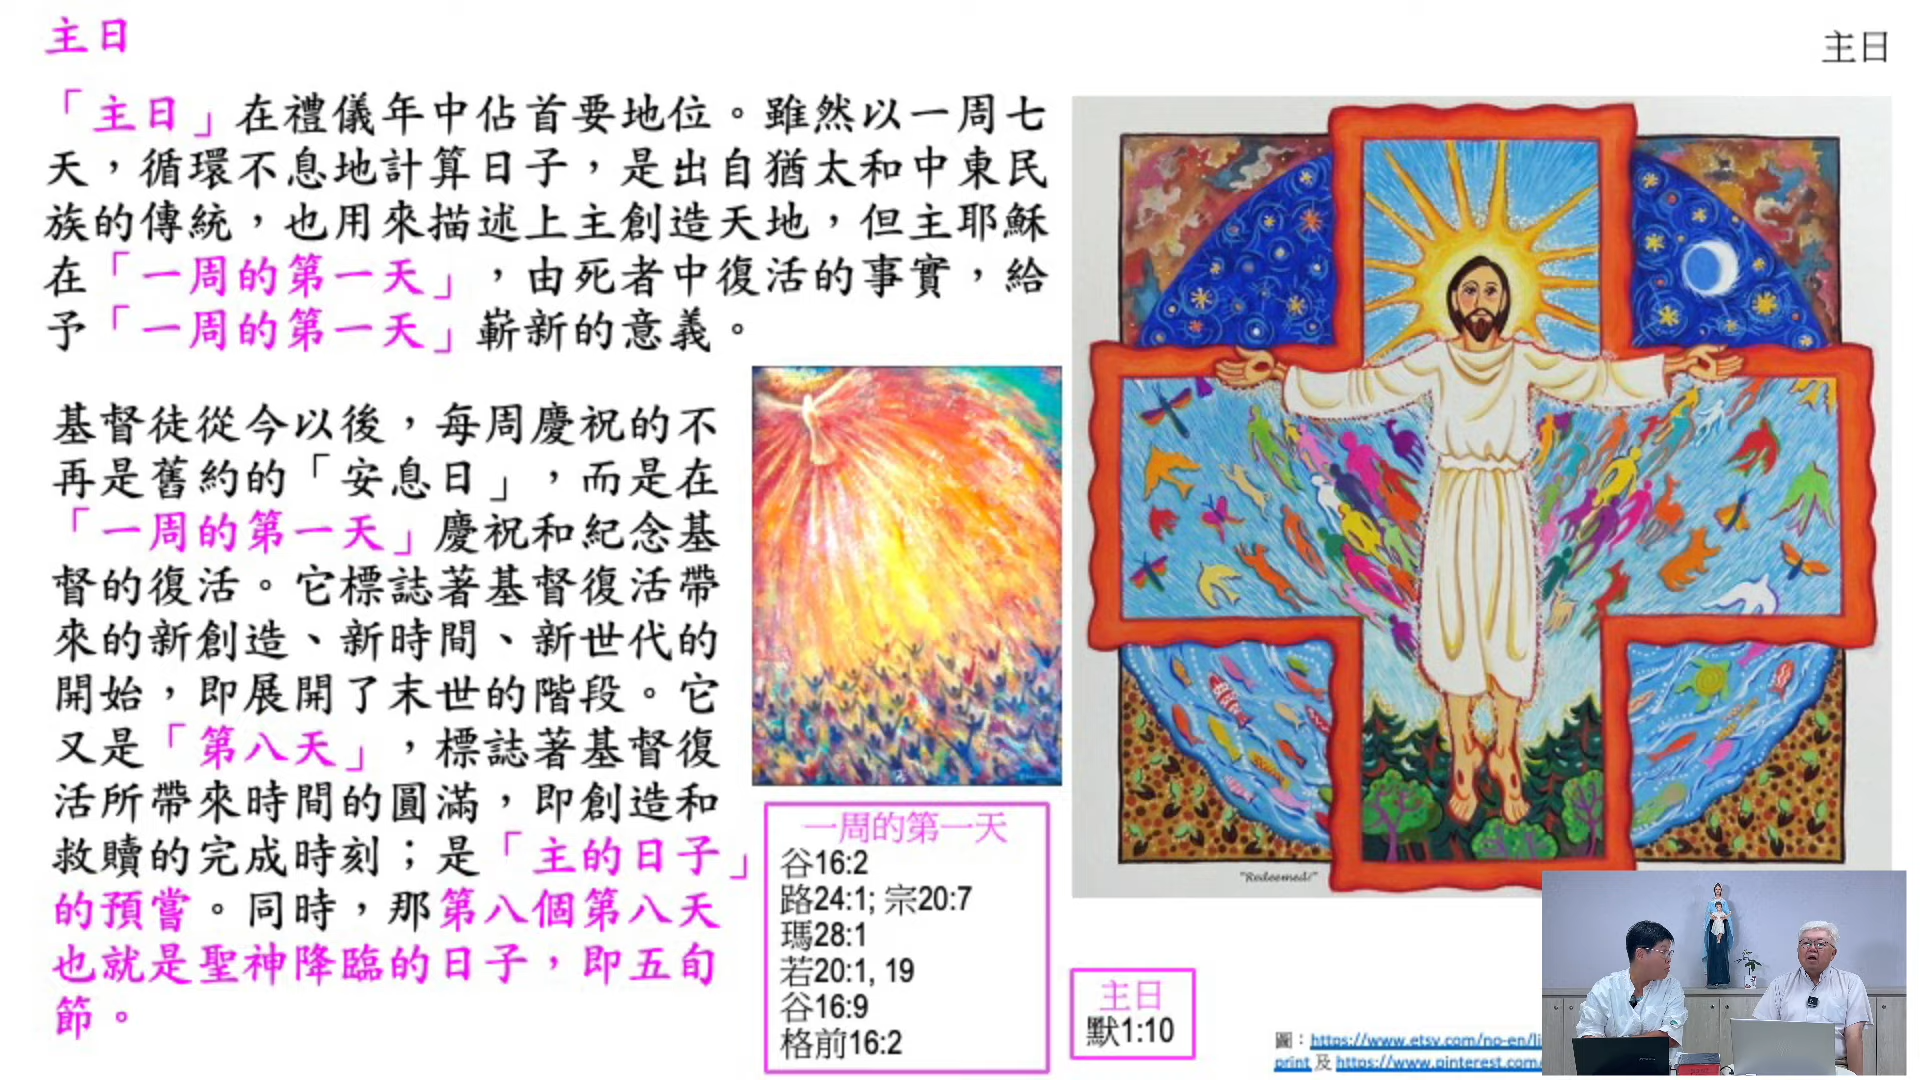 主日
主日
「主日」在禮儀年中佔首要地位。雖然以一周七
天，循環不息地計算日子，是出自猶太和中東民
族的傳統，也用來描述上主創造天地，但主耶穌
在「一周的第一天」，由死者中復活的事實，給
予「一周的第一天」嶄新的意義。
基督徒從今以後，每周慶祝的不
再是舊約的「安息日」，而是在
「一周的第一天」慶祝和紀念基
督的復活。它標誌著基督復活帶
來的新創造、新時間、新世代的
開始，即展開了末世的階段。它
又是「第八天」，標誌著基督復
活所帶來時間的圓滿，即創造和
救贖的完成時刻；是「主的日子」
的預嘗。同時，那第八個第八天
也就是聖神降臨的日子，即五旬
節。
一周的第一天
谷16:2
路24:1; 宗20:7
瑪28:1
若20:1, 19
谷16:9
格前16:2
主日
默1:10
"Redeemed!"
圖：https://www.etsy.com/no-en/li
print 及 https://www.pinterest.com